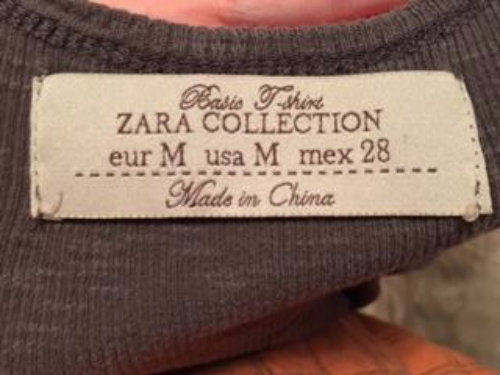 Basic T-shirt
ZARA COLLECTION
eur M usa M mex 28
Made in China